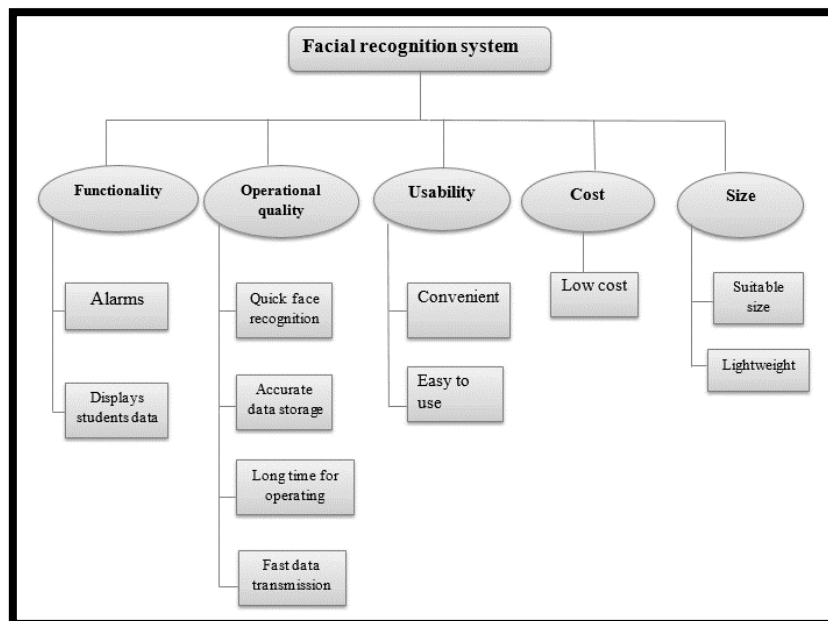 Facial recognition system
Functionality
Operational
quality
Usability
Cost
Size
Alarms
Displays
students data
Quick face
recognition
Accurate
data storage
Long time for
operating
Fast data
transmission
Convenient
Easy to
use
Low cost
Suitable
size
Lightweight